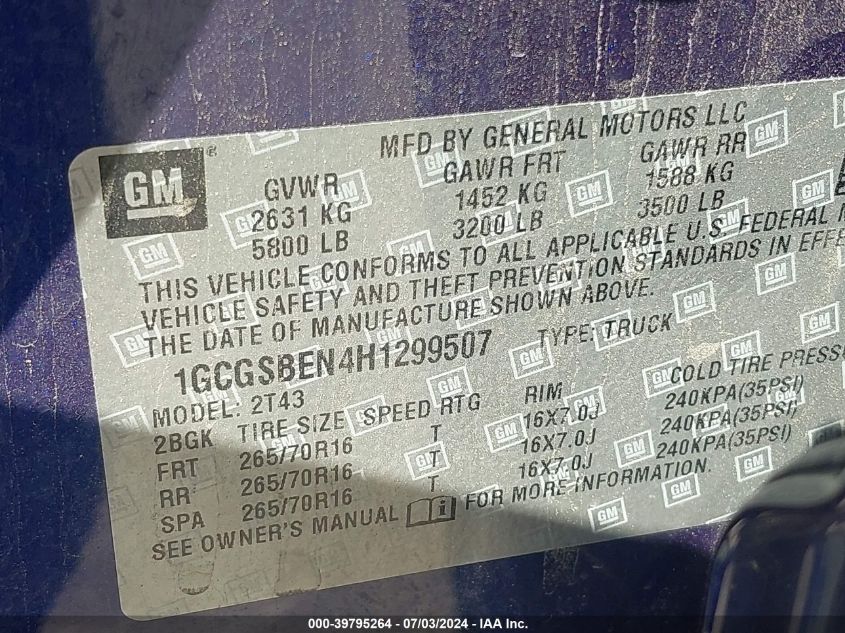 MFD BY GENERAL MOTORS LLC
GM ®
GVWR GAWR FRT GAWR RR
2631 KG 1452 KG 1588 KG
5800 LB 3200 LB 3500 LB
THIS VEHICLE CONFORMS TO ALL APPLICABLE U.S. FEDERAL
VEHICLE SAFETY AND THEFT PREVENTION STANDARDS IN
THE DATE OF MANUFACTURE SHOWN ABOVE.
1GCGSBEN4H1299507 TYPE: TRUCK
MODEL: 2T43
2BGK TIRE SIZE SPEED RTG RIM COLD TIRE
FRT 265/70R16 T 16X7.0J 240KPA(35PSI)
RR 265/70R16 T 16X7.0J 240KPA(35PSI)
SPA 265/70R16 T 16X7.0J 240KPA(35PSI)
SEE OWNER'S MANUAL i FOR MORE INFORMATION.
000-39795264 - 07/03/2024 - IAA Inc.